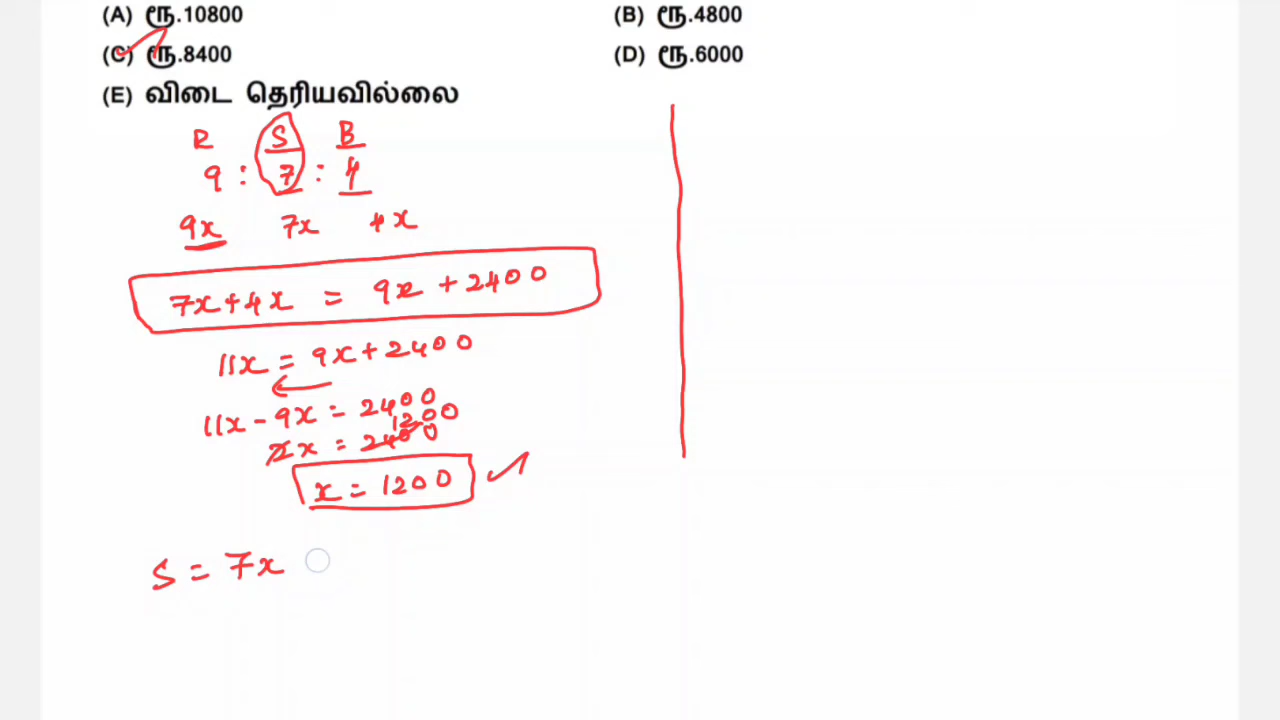 (A) ரூ.10800 (B) ரூ.4800
(C) ரூ.8400 (D) ரூ.6000
(E) விடை தெரியவில்லை
R S B
9 : 7 : 4
9x 7x 4x
7x+4x = 9x+2400
11x = 9x+2400
11x - 9x = 2400
1200
2x = 2400
x = 1200
S = 7x